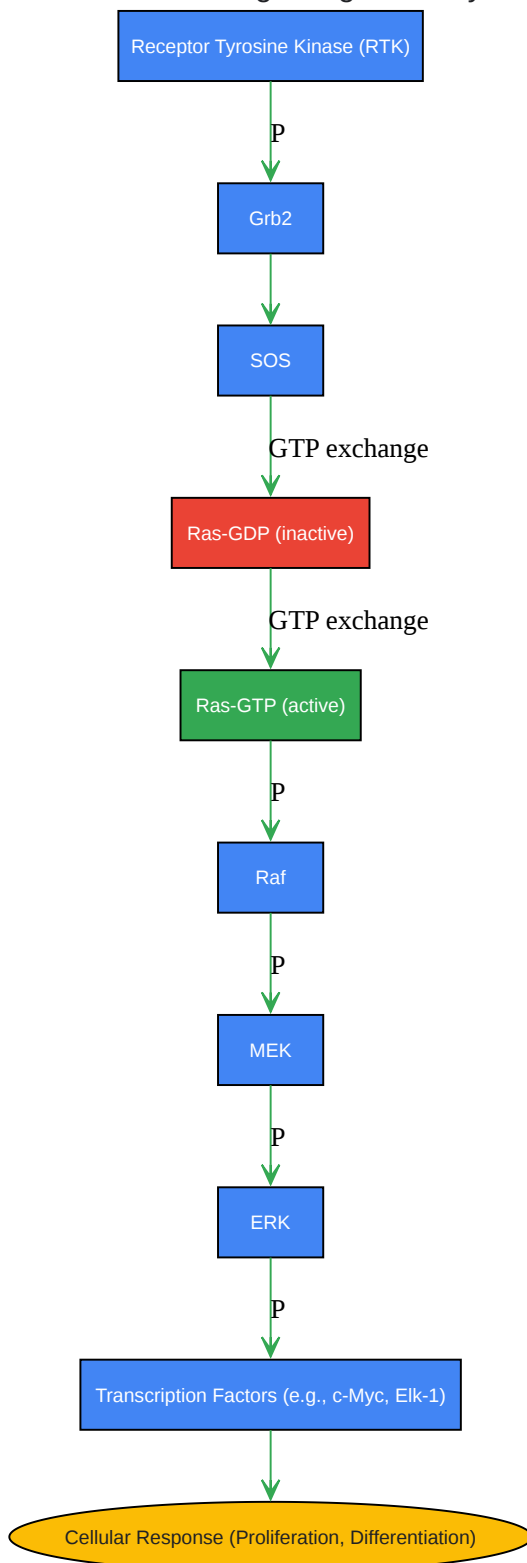 Receptor Tyrosine Kinase (RTK)
P
Grb2
SOS
GTP exchange
Ras-GDP (inactive)
GTP exchange
Ras-GTP (active)
P
Raf
P
MEK
P
ERK
P
Transcription Factors (e.g., c-Myc, Elk-1)
Cellular Response (Proliferation, Differentiation)